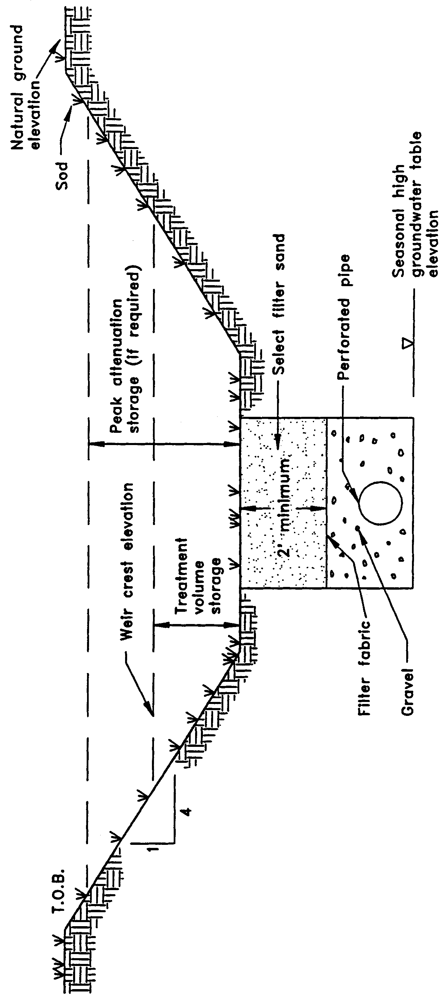 T.O.B.
Natural ground
elevation
Sod
Peak attenuation
storage (if required)
Weir crest elevation
Treatment
volume
storage
1
4
Select filter sand
2' minimum
Perforated pipe
Seasonal high
groundwater table
elevation
Filter fabric
Gravel